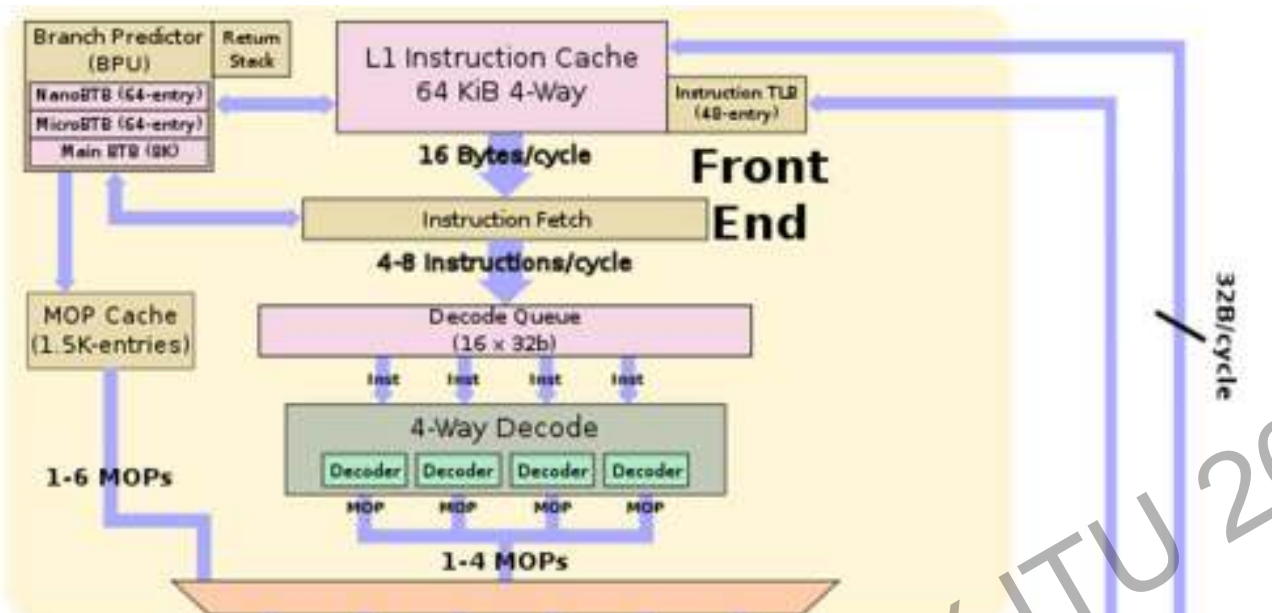 Branch Predictor
(BPU)
Return
Stack
NanoBTB (64-entry)
MicroBTB (64-entry)
Main BTB (8K)
L1 Instruction Cache
64 KiB 4-Way
Instruction TLB
(48-entry)
16 Bytes/cycle
Front
End
Instruction Fetch
4-8 Instructions/cycle
MOP Cache
(1.5K-entries)
Decode Queue
(16 x 32b)
32B/cycle
Inst Inst Inst Inst
4-Way Decode
Decoder Decoder Decoder Decoder
1-6 MOPs
MOP MOP MOP MOP
1-4 MOPs
ITU 20